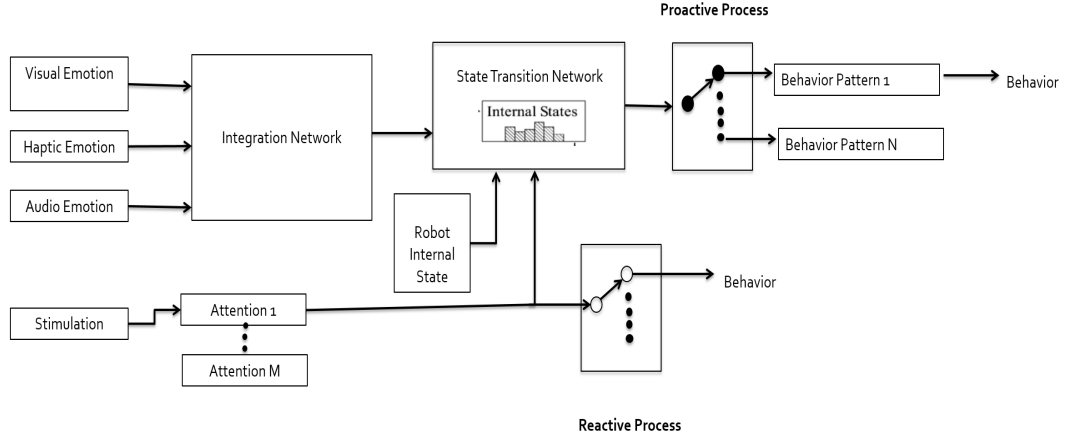 Proactive Process
Visual Emotion
Haptic Emotion
Audio Emotion
Integration Network
State Transition Network
Internal States
Behavior Pattern 1
Behavior
Behavior Pattern N
Robot
Internal
State
Stimulation
Attention 1
Attention M
Behavior
Reactive Process